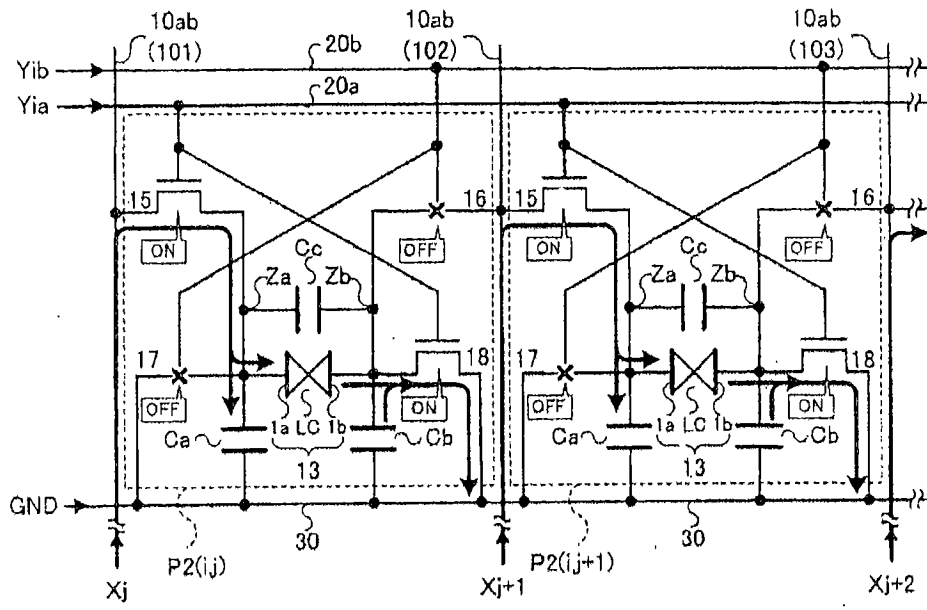 10ab 10ab 10ab
(101) (102) (103)
Yib 20b
Yia 20a
15 16 15 16
ON Cc OFF ON Cc OFF
Za Zb Za Zb
17 18 17 18
OFF ON OFF ON
1a LC 1b 1a LC 1b
Ca Cb Ca Cb
13 13
GND
30 30
P2(i,j) P2(i,j+1)
Xj Xj+1 Xj+2